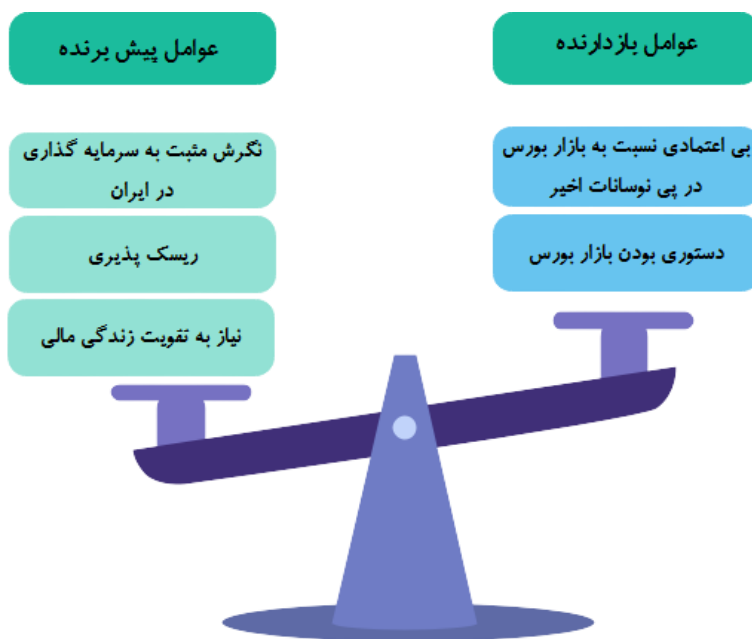 عوامل بازدارنده
بی اعتمادی نسبت به بازار بورس
در پی نوسانات اخیر
دستوری بودن بازار بورس
عوامل پیش برنده
نگرش مثبت به سرمایه گذاری
در ایران
ریسک پذیری
نیاز به تقویت زندگی مالی